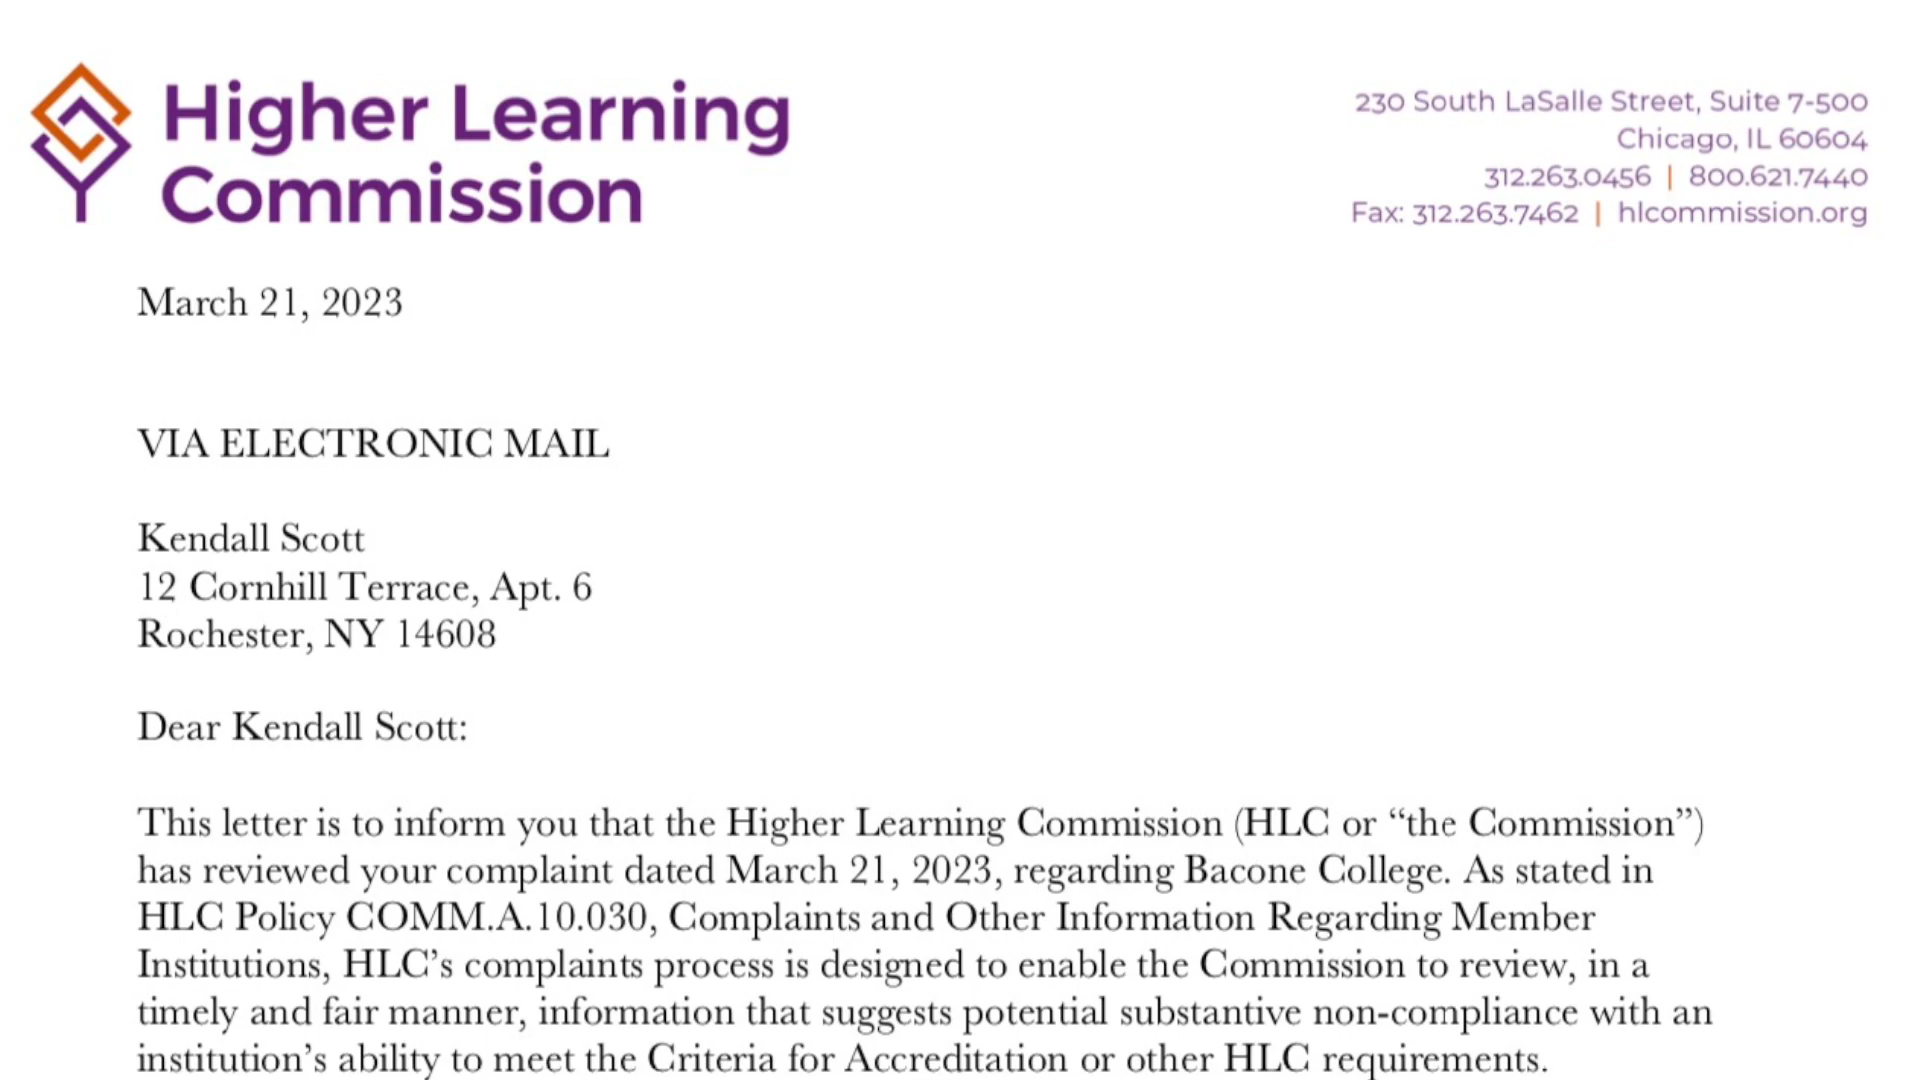 Higher Learning
Commission
230 South LaSalle Street, Suite 7-500
Chicago, IL 60604
312.263.0456 | 800.621.7440
Fax: 312.263.7462 | hlcommission.org
March 21, 2023
VIA ELECTRONIC MAIL
Kendall Scott
12 Cornhill Terrace, Apt. 6
Rochester, NY 14608
Dear Kendall Scott:
This letter is to inform you that the Higher Learning Commission (HLC or “the Commission”)
has reviewed your complaint dated March 21, 2023, regarding Bacone College. As stated in
HLC Policy COMM.A.10.030, Complaints and Other Information Regarding Member
Institutions, HLC’s complaints process is designed to enable the Commission to review, in a
timely and fair manner, information that suggests potential substantive non-compliance with an
institution’s ability to meet the Criteria for Accreditation or other HLC requirements.